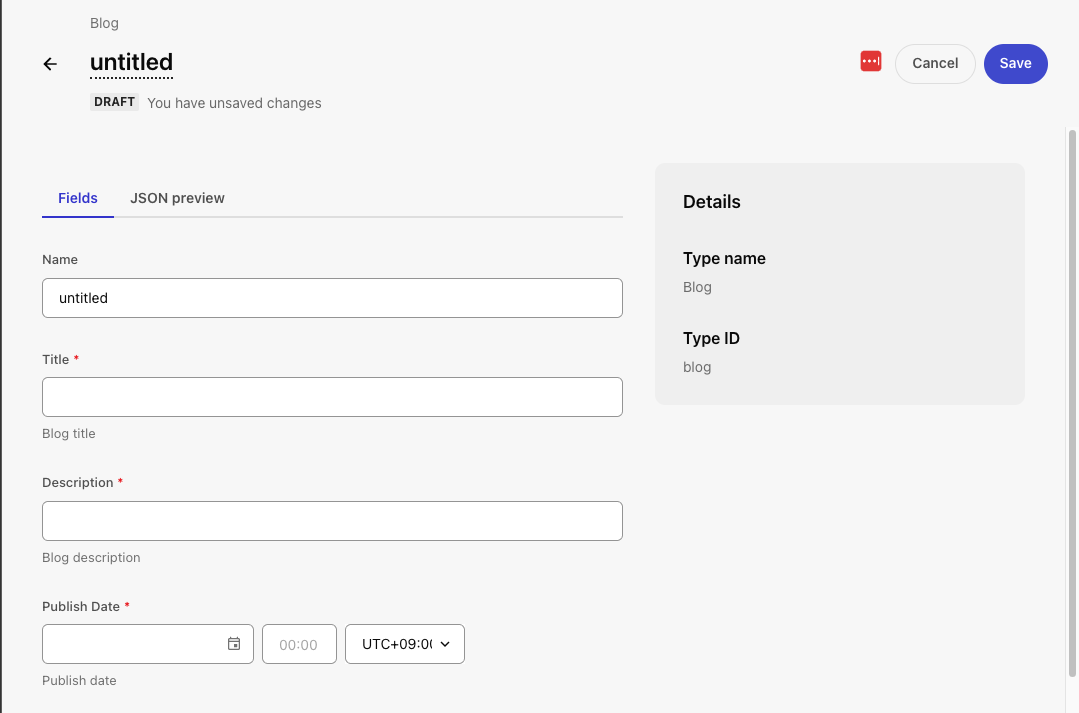 Blog
untitled
Cancel
Save
DRAFT You have unsaved changes
Fields
JSON preview
Name
untitled
Title *
Blog title
Description *
Blog description
Publish Date *
00:00
UTC+09:00
Publish date
Details
Type name
Blog
Type ID
blog